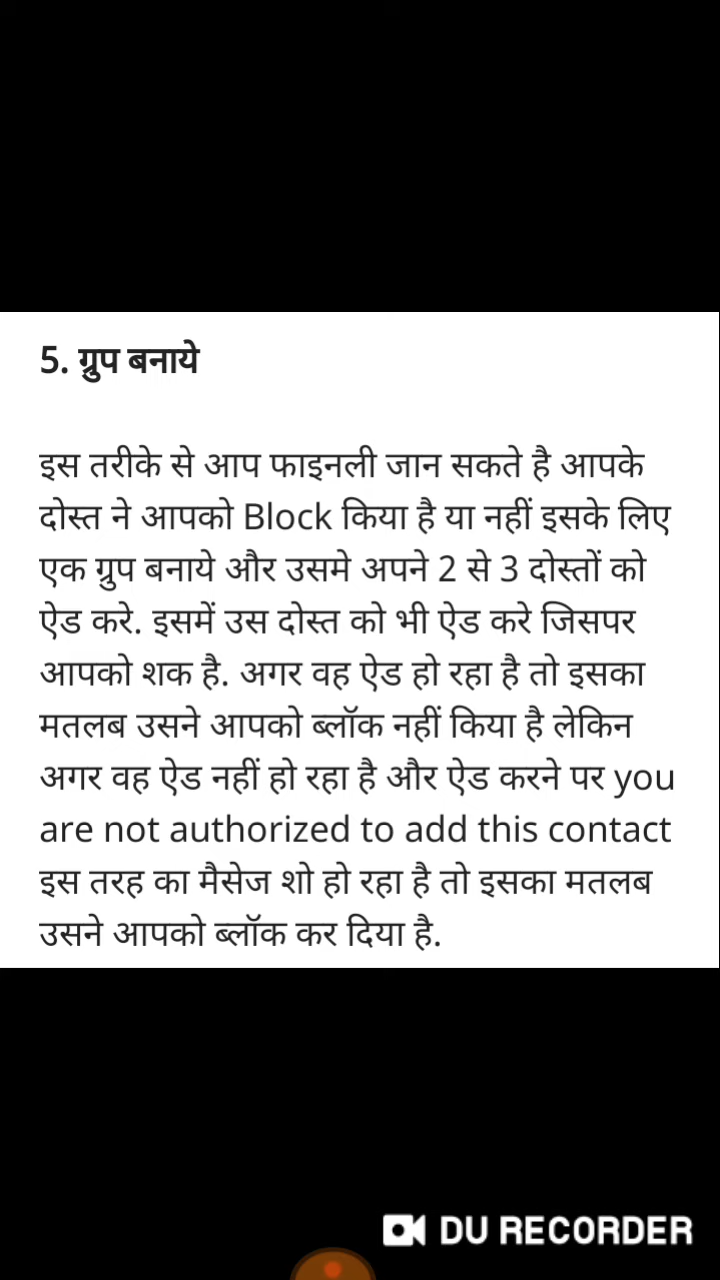 5. ग्रुप बनाये
इस तरीके से आप फाइनली जान सकते है आपके
दोस्त ने आपको Block किया है या नहीं इसके लिए
एक ग्रुप बनाये और उसमे अपने 2 से 3 दोस्तों को
ऐड करे. इसमें उस दोस्त को भी ऐड करे जिसपर
आपको शक है. अगर वह ऐड हो रहा है तो इसका
मतलब उसने आपको ब्लॉक नहीं किया है लेकिन
अगर वह ऐड नहीं हो रहा है और ऐड करने पर you
are not authorized to add this contact
इस तरह का मैसेज शो हो रहा है तो इसका मतलब
उसने आपको ब्लॉक कर दिया है.
DU RECORDER